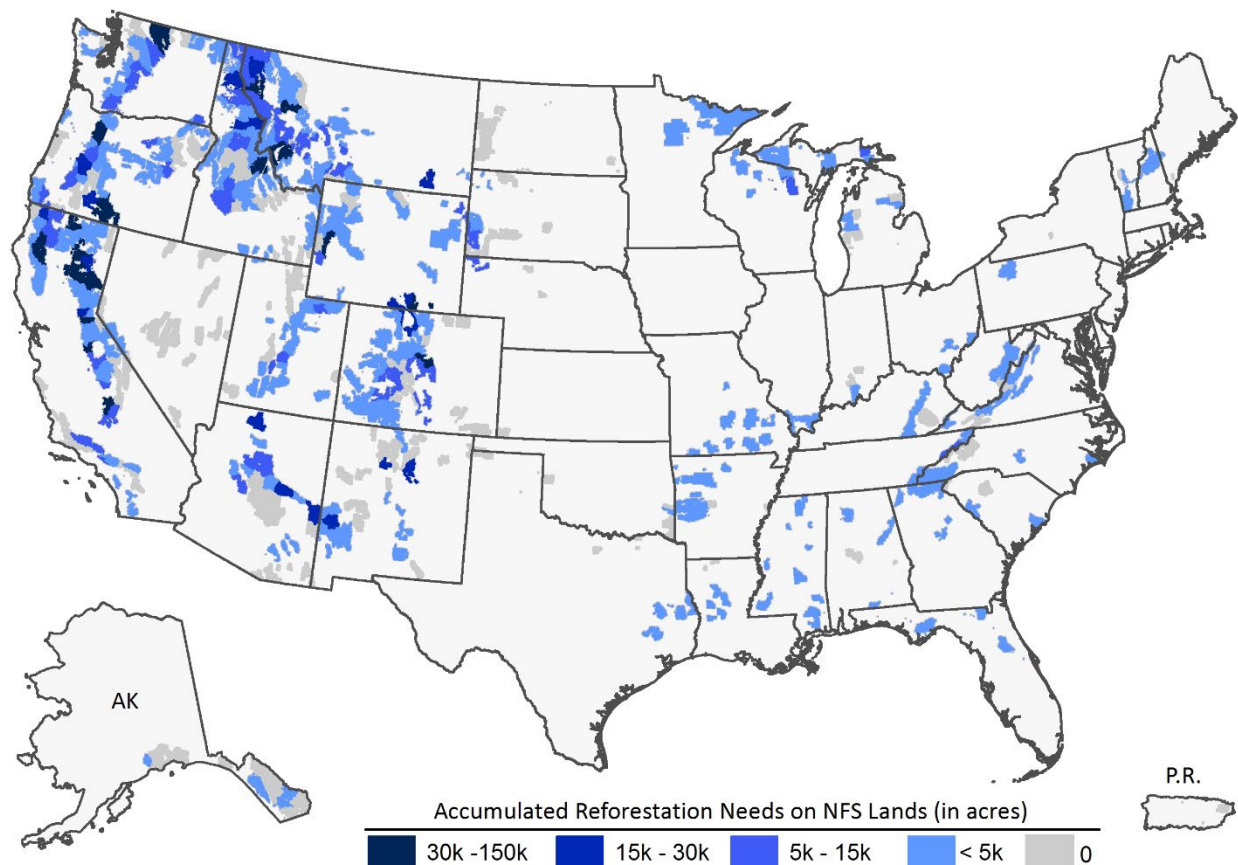 AK
P.R.
Accumulated Reforestation Needs on NFS Lands (in acres)
30k -150k 15k - 30k 5k - 15k < 5k 0